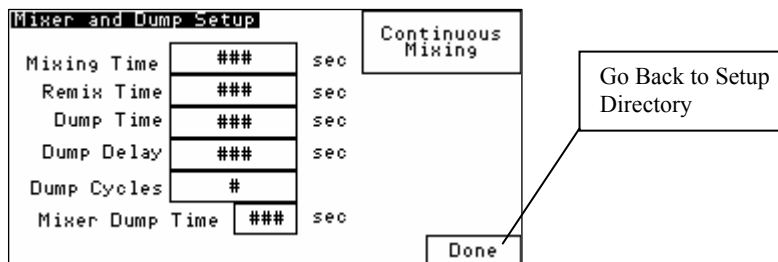 Mixer and Dump Setup
Continuous
Mixing
Mixing Time ### sec
Remix Time ### sec
Dump Time ### sec
Dump Delay ### sec
Dump Cycles #
Mixer Dump Time ### sec
Done
Go Back to Setup
Directory